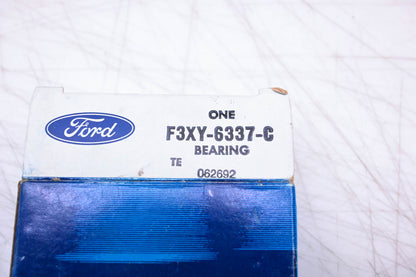 ONE
Ford
F3XY-6337-C
BEARING
TE
062692